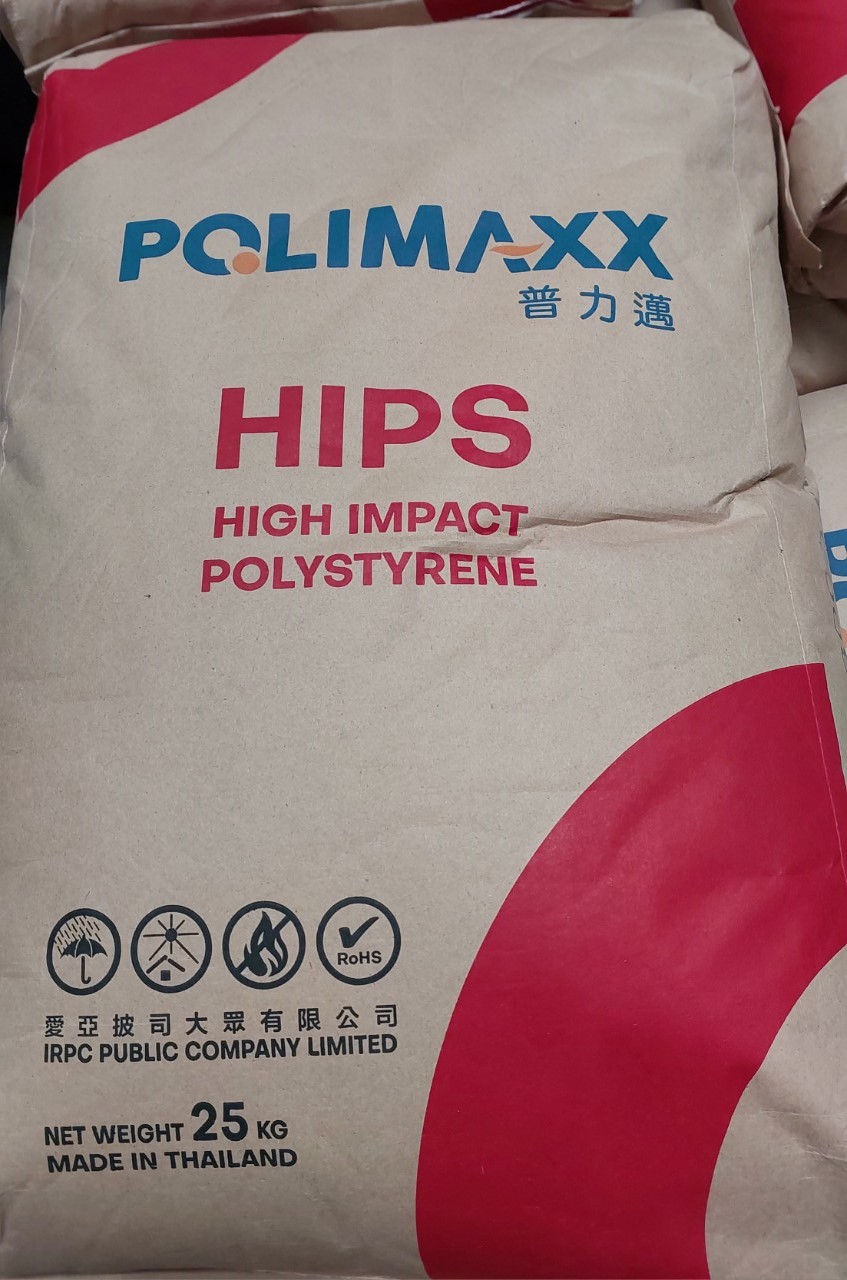 POLIMAXX
普力邁
HIPS
HIGH IMPACT
POLYSTYRENE
RoHS
愛亞披司大眾有限公司
IRPC PUBLIC COMPANY LIMITED
NET WEIGHT 25 KG
MADE IN THAILAND